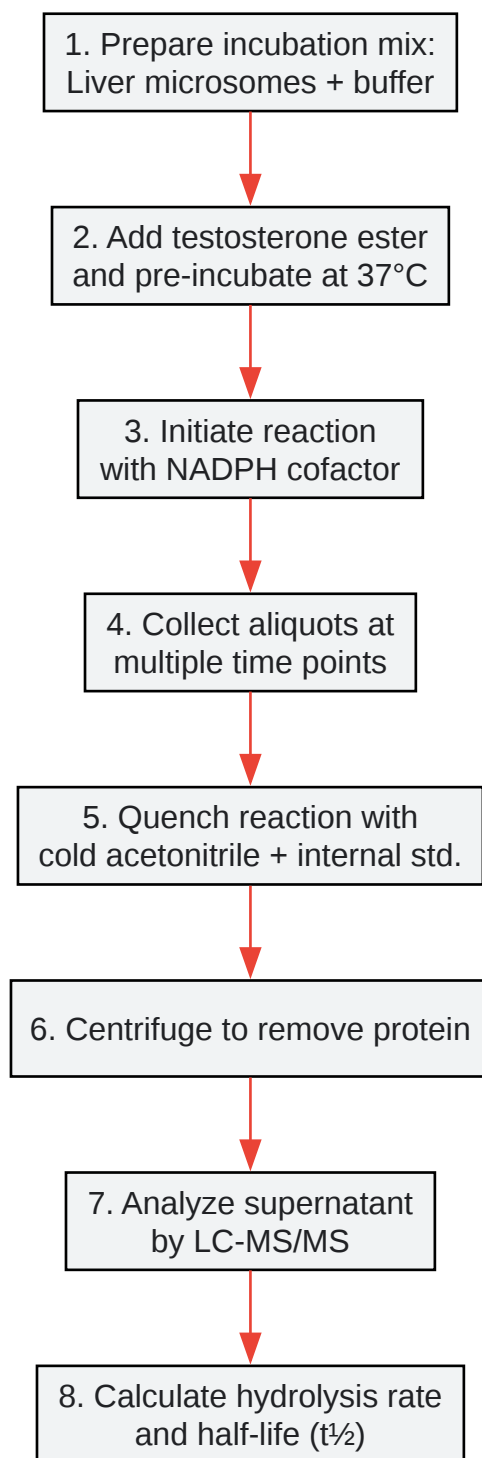 1. Prepare incubation mix:
Liver microsomes + buffer
2. Add testosterone ester
and pre-incubate at 37°C
3. Initiate reaction
with NADPH cofactor
4. Collect aliquots at
multiple time points
5. Quench reaction with
cold acetonitrile + internal std.
6. Centrifuge to remove protein
7. Analyze supernatant
by LC-MS/MS
8. Calculate hydrolysis rate
and half-life (t½)